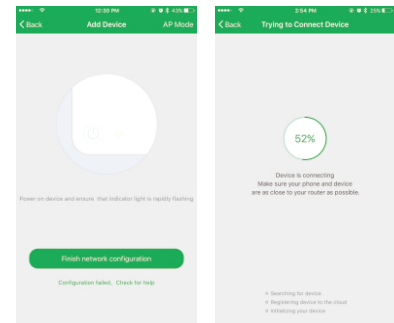 12:30 PM
42%
Back
Add Device
AP Mode
Power on device and ensure that indicator light is rapidly flashing
Finish network configuration
Configuration failed, Check for help
3:54 PM
25%
Back
Trying to Connect Device
52%
Device is connecting
Make sure your phone and device
are as close to your router as possible.
Searching for device
Registering device to the cloud
Initializing your device